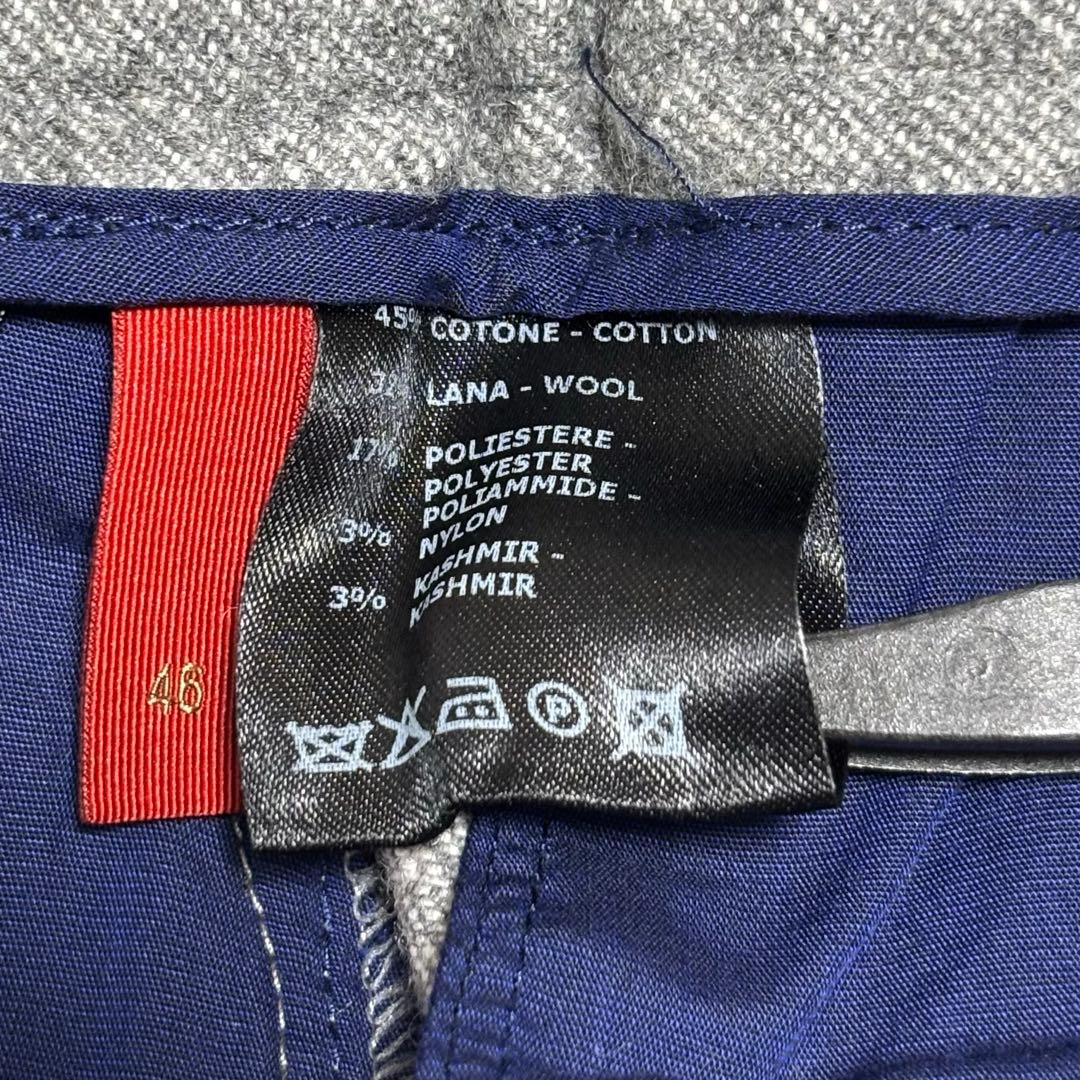 45% COTONE - COTTON
LANA - WOOL
17% POLIESTERE -
POLYESTER
POLIAMMIDE -
3% NYLON
KASHMIR -
3% KASHMIR
46
P